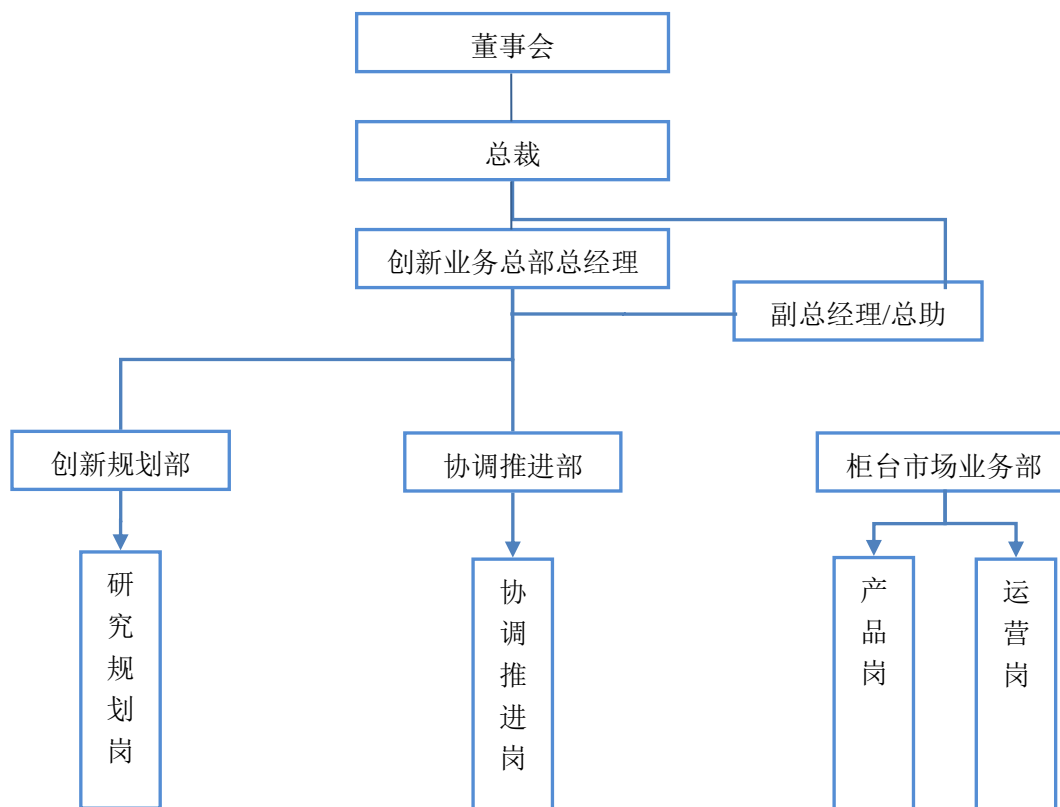 董事会
总裁
创新业务总部总经理
副总经理/总助
创新规划部
协调推进部
柜台市场业务部
研究规划岗
协调推进岗
产品岗
运营岗